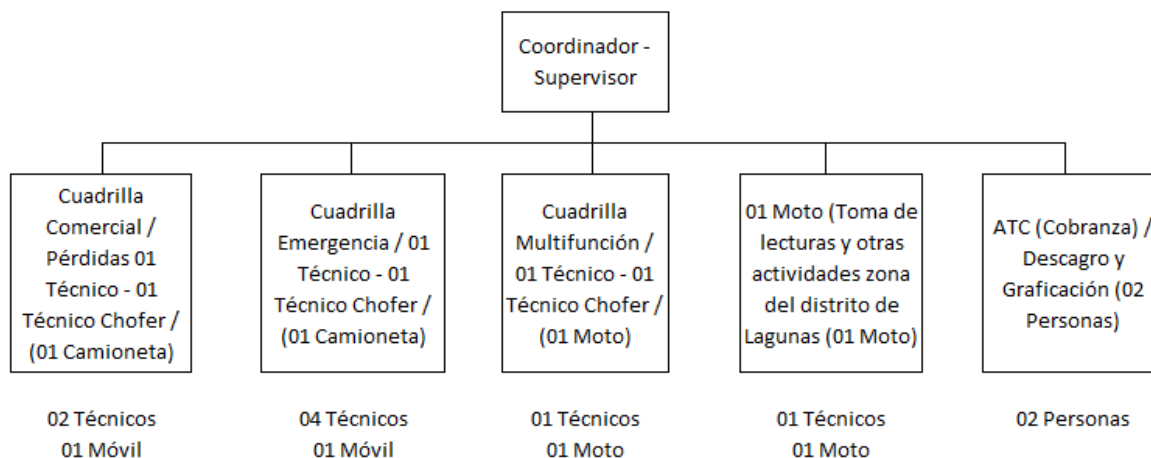 Coordinador -
Supervisor
Cuadrilla
Comercial /
Pérdidas 01
Técnico - 01
Técnico Chofer /
(01 Camioneta)
Cuadrilla
Emergencia / 01
Técnico - 01
Técnico Chofer /
(01 Camioneta)
Cuadrilla
Multifunción /
01 Técnico - 01
Técnico Chofer /
(01 Moto)
01 Moto (Toma de
lecturas y otras
actividades zona
del distrito de
Lagunas (01 Moto)
ATC (Cobranza) /
Descagro y
Graficación (02
Personas)
02 Técnicos
01 Móvil
04 Técnicos
01 Móvil
01 Técnicos
01 Moto
01 Técnicos
01 Moto
02 Personas